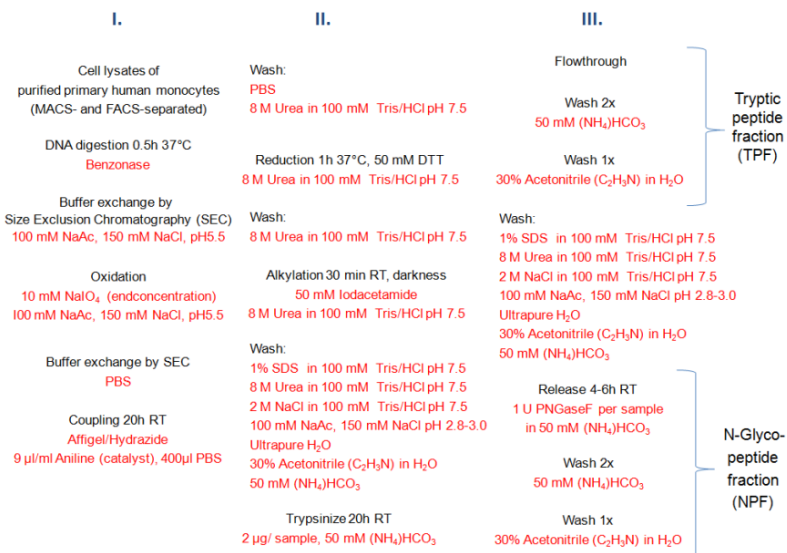 I.
Cell lysates of
purified primary human monocytes
(MACS- and FACS-separated)
DNA digestion 0.5h 37°C
Benzonase
Buffer exchange by
Size Exclusion Chromatography (SEC)
100 mM NaAc, 150 mM NaCl, pH5.5
Oxidation
10 mM NaIO₄ (endconcentration)
I00 mM NaAc, 150 mM NaCl, pH5.5
Buffer exchange by SEC
PBS
Coupling 20h RT
Affigel/Hydrazide
9 µl/ml Aniline (catalyst), 400µl PBS
II.
Wash:
PBS
8 M Urea in 100 mM Tris/HCl pH 7.5
Reduction 1h 37°C, 50 mM DTT
8 M Urea in 100 mM Tris/HCl pH 7.5
Wash:
8 M Urea in 100 mM Tris/HCl pH 7.5
Alkylation 30 min RT, darkness
50 mM Iodacetamide
8 M Urea in 100 mM Tris/HCl pH 7.5
Wash:
1% SDS in 100 mM Tris/HCl pH 7.5
8 M Urea in 100 mM Tris/HCl pH 7.5
2 M NaCl in 100 mM Tris/HCl pH 7.5
100 mM NaAc, 150 mM NaCl pH 2.8-3.0
Ultrapure H₂O
30% Acetonitrile (C₂H₃N) in H₂O
50 mM (NH₄)HCO₃
Trypsinize 20h RT
2 µg/ sample, 50 mM (NH₄)HCO₃
III.
Flowthrough
Wash 2x
50 mM (NH₄)HCO₃
Wash 1x
30% Acetonitrile (C₂H₃N) in H₂O
Tryptic
peptide
fraction
(TPF)
Wash:
1% SDS in 100 mM Tris/HCl pH 7.5
8 M Urea in 100 mM Tris/HCl pH 7.5
2 M NaCl in 100 mM Tris/HCl pH 7.5
100 mM NaAc, 150 mM NaCl pH 2.8-3.0
Ultrapure H₂O
30% Acetonitrile (C₂H₃N) in H₂O
50 mM (NH₄)HCO₃
Release 4-6h RT
1 U PNGaseF per sample
in 50 mM (NH₄)HCO₃
Wash 2x
50 mM (NH₄)HCO₃
Wash 1x
30% Acetonitrile (C₂H₃N) in H₂O
N-Glyco-
peptide
fraction
(NPF)